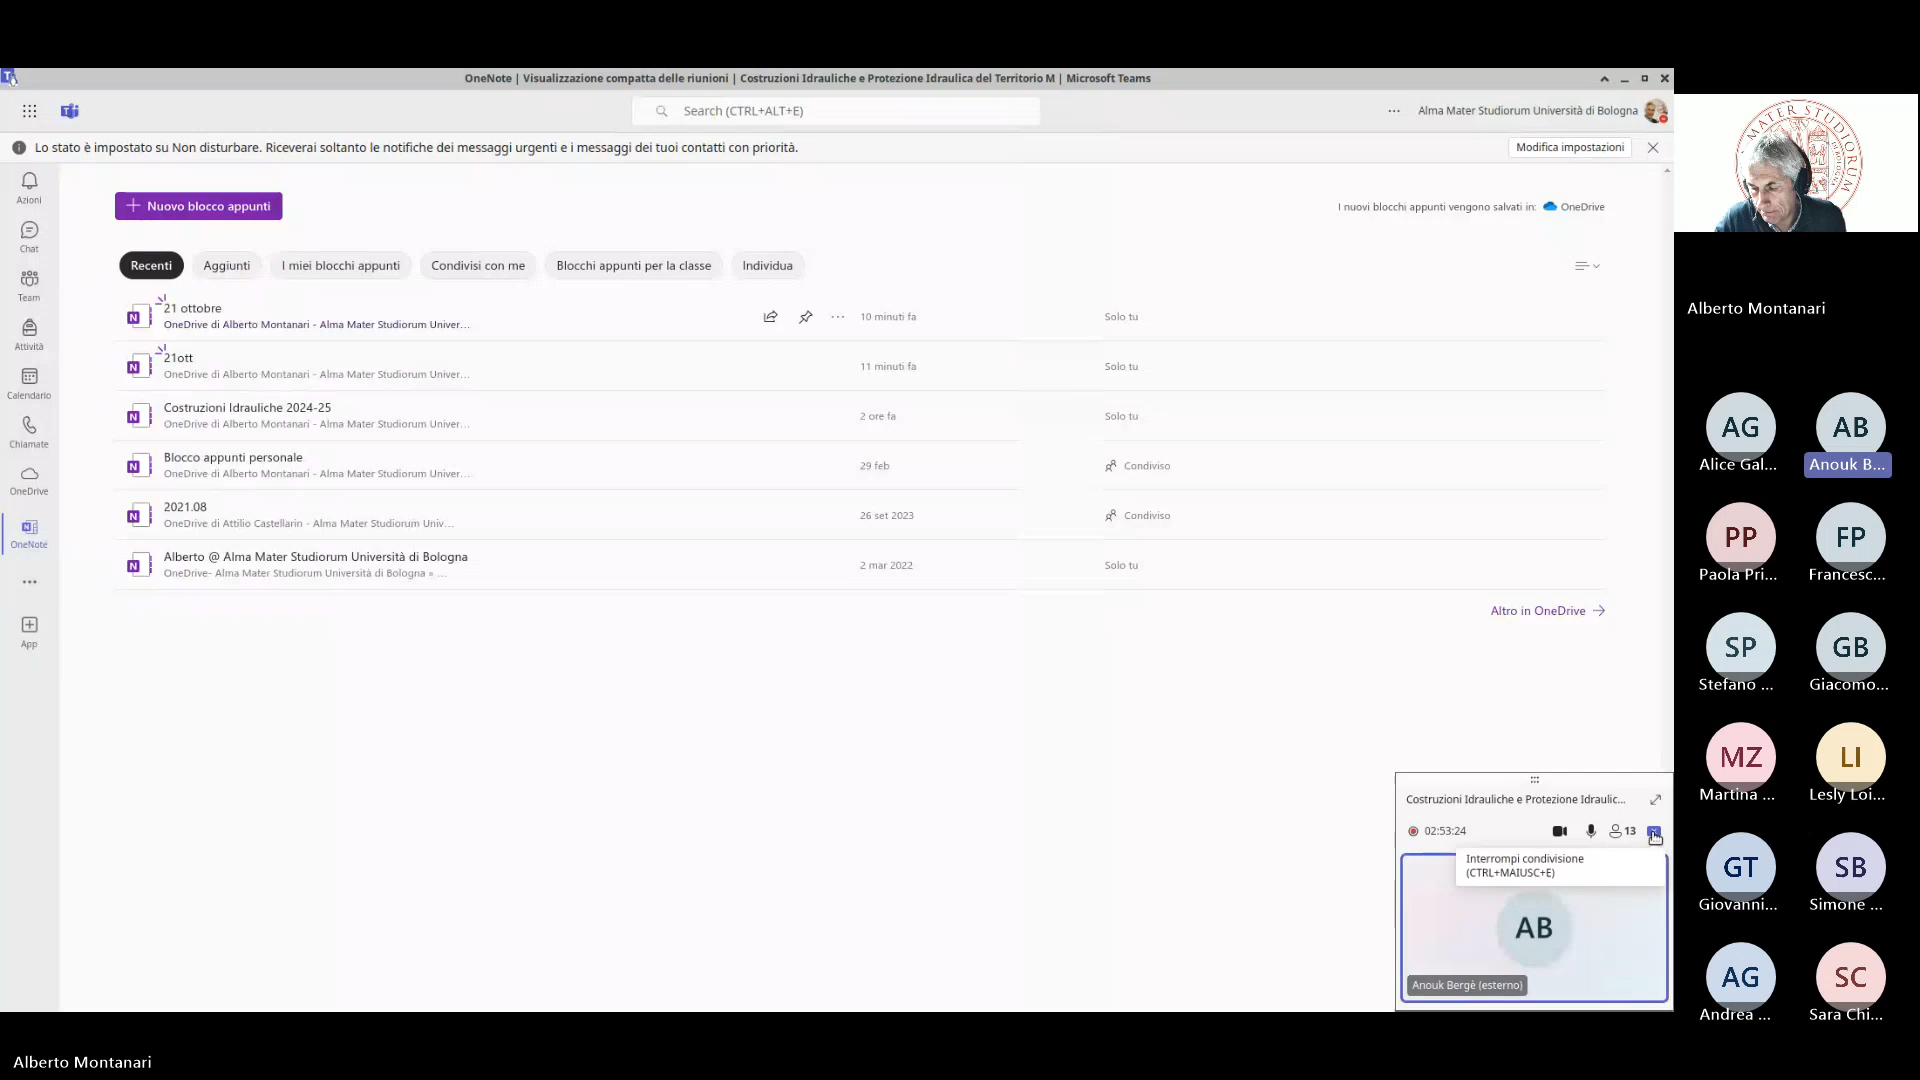 OneNote | Visualizzazione compatta delle riunioni | Costruzioni Idrauliche e Protezione Idraulica del Territorio M | Microsoft Teams
Search (CTRL+ALT+E)
Alma Mater Studiorum Università di Bologna
Lo stato è impostato su Non disturbare. Riceverai soltanto le notifiche dei messaggi urgenti e i messaggi dei tuoi contatti con priorità.
Modifica impostazioni
Azioni
Chat
Team
Attività
Calendario
Chiamate
OneDrive
OneNote
App
Nuovo blocco appunti
I nuovi blocchi appunti vengono salvati in: OneDrive
Recenti
Aggiunti
I miei blocchi appunti
Condivisi con me
Blocchi appunti per la classe
Individua
21 ottobre
OneDrive di Alberto Montanari - Alma Mater Studiorum Univer...
10 minuti fa
Solo tu
21ott
OneDrive di Alberto Montanari - Alma Mater Studiorum Univer...
11 minuti fa
Solo tu
Costruzioni Idrauliche 2024-25
OneDrive di Alberto Montanari - Alma Mater Studiorum Univer...
2 ore fa
Solo tu
Blocco appunti personale
OneDrive di Alberto Montanari - Alma Mater Studiorum Univer...
29 feb
Condiviso
2021.08
OneDrive di Attilio Castellarin - Alma Mater Studiorum Univ...
26 set 2023
Condiviso
Alberto @ Alma Mater Studiorum Università di Bologna
OneDrive- Alma Mater Studiorum Università di Bologna » ...
2 mar 2022
Solo tu
Altro in OneDrive
Costruzioni Idrauliche e Protezione Idraulic...
02:53:24
13
Interrompi condivisione
(CTRL+MAIUSC+E)
AB
Anouk Bergè (esterno)
MATER STUDIORUM
Alberto Montanari
AG
Alice Gal...
AB
Anouk B...
PP
Paola Pri...
FP
Francesc...
SP
Stefano ...
GB
Giacomo...
MZ
Martina ...
LI
Lesly Loi...
GT
Giovanni...
SB
Simone ...
AG
Andrea ...
SC
Sara Chi...
Alberto Montanari